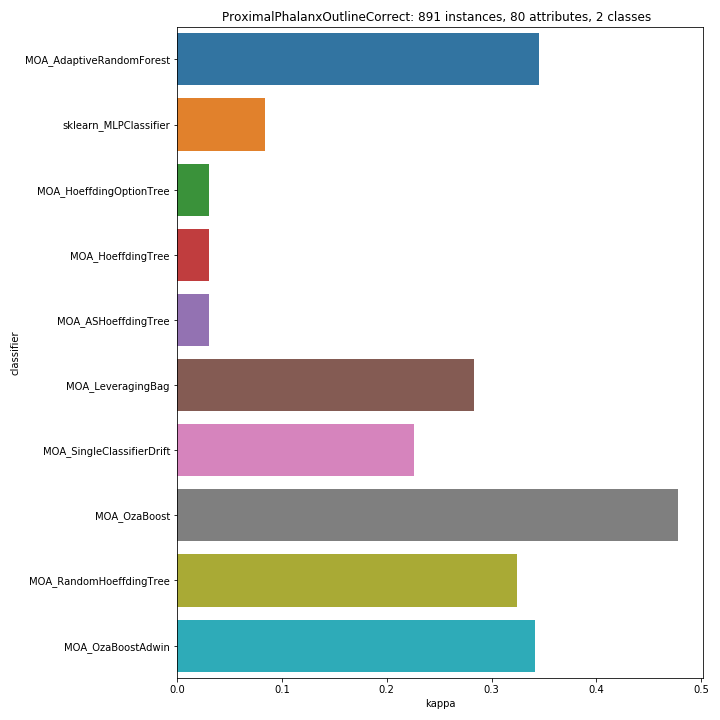 ProximalPhalanxOutlineCorrect: 891 instances, 80 attributes, 2 classes
classifier
MOA_AdaptiveRandomForest
sklearn_MLPClassifier
MOA_HoeffdingOptionTree
MOA_HoeffdingTree
MOA_ASHoeffdingTree
MOA_LeveragingBag
MOA_SingleClassifierDrift
MOA_OzaBoost
MOA_RandomHoeffdingTree
MOA_OzaBoostAdwin
0.0 0.1 0.2 0.3 0.4 0.5
kappa